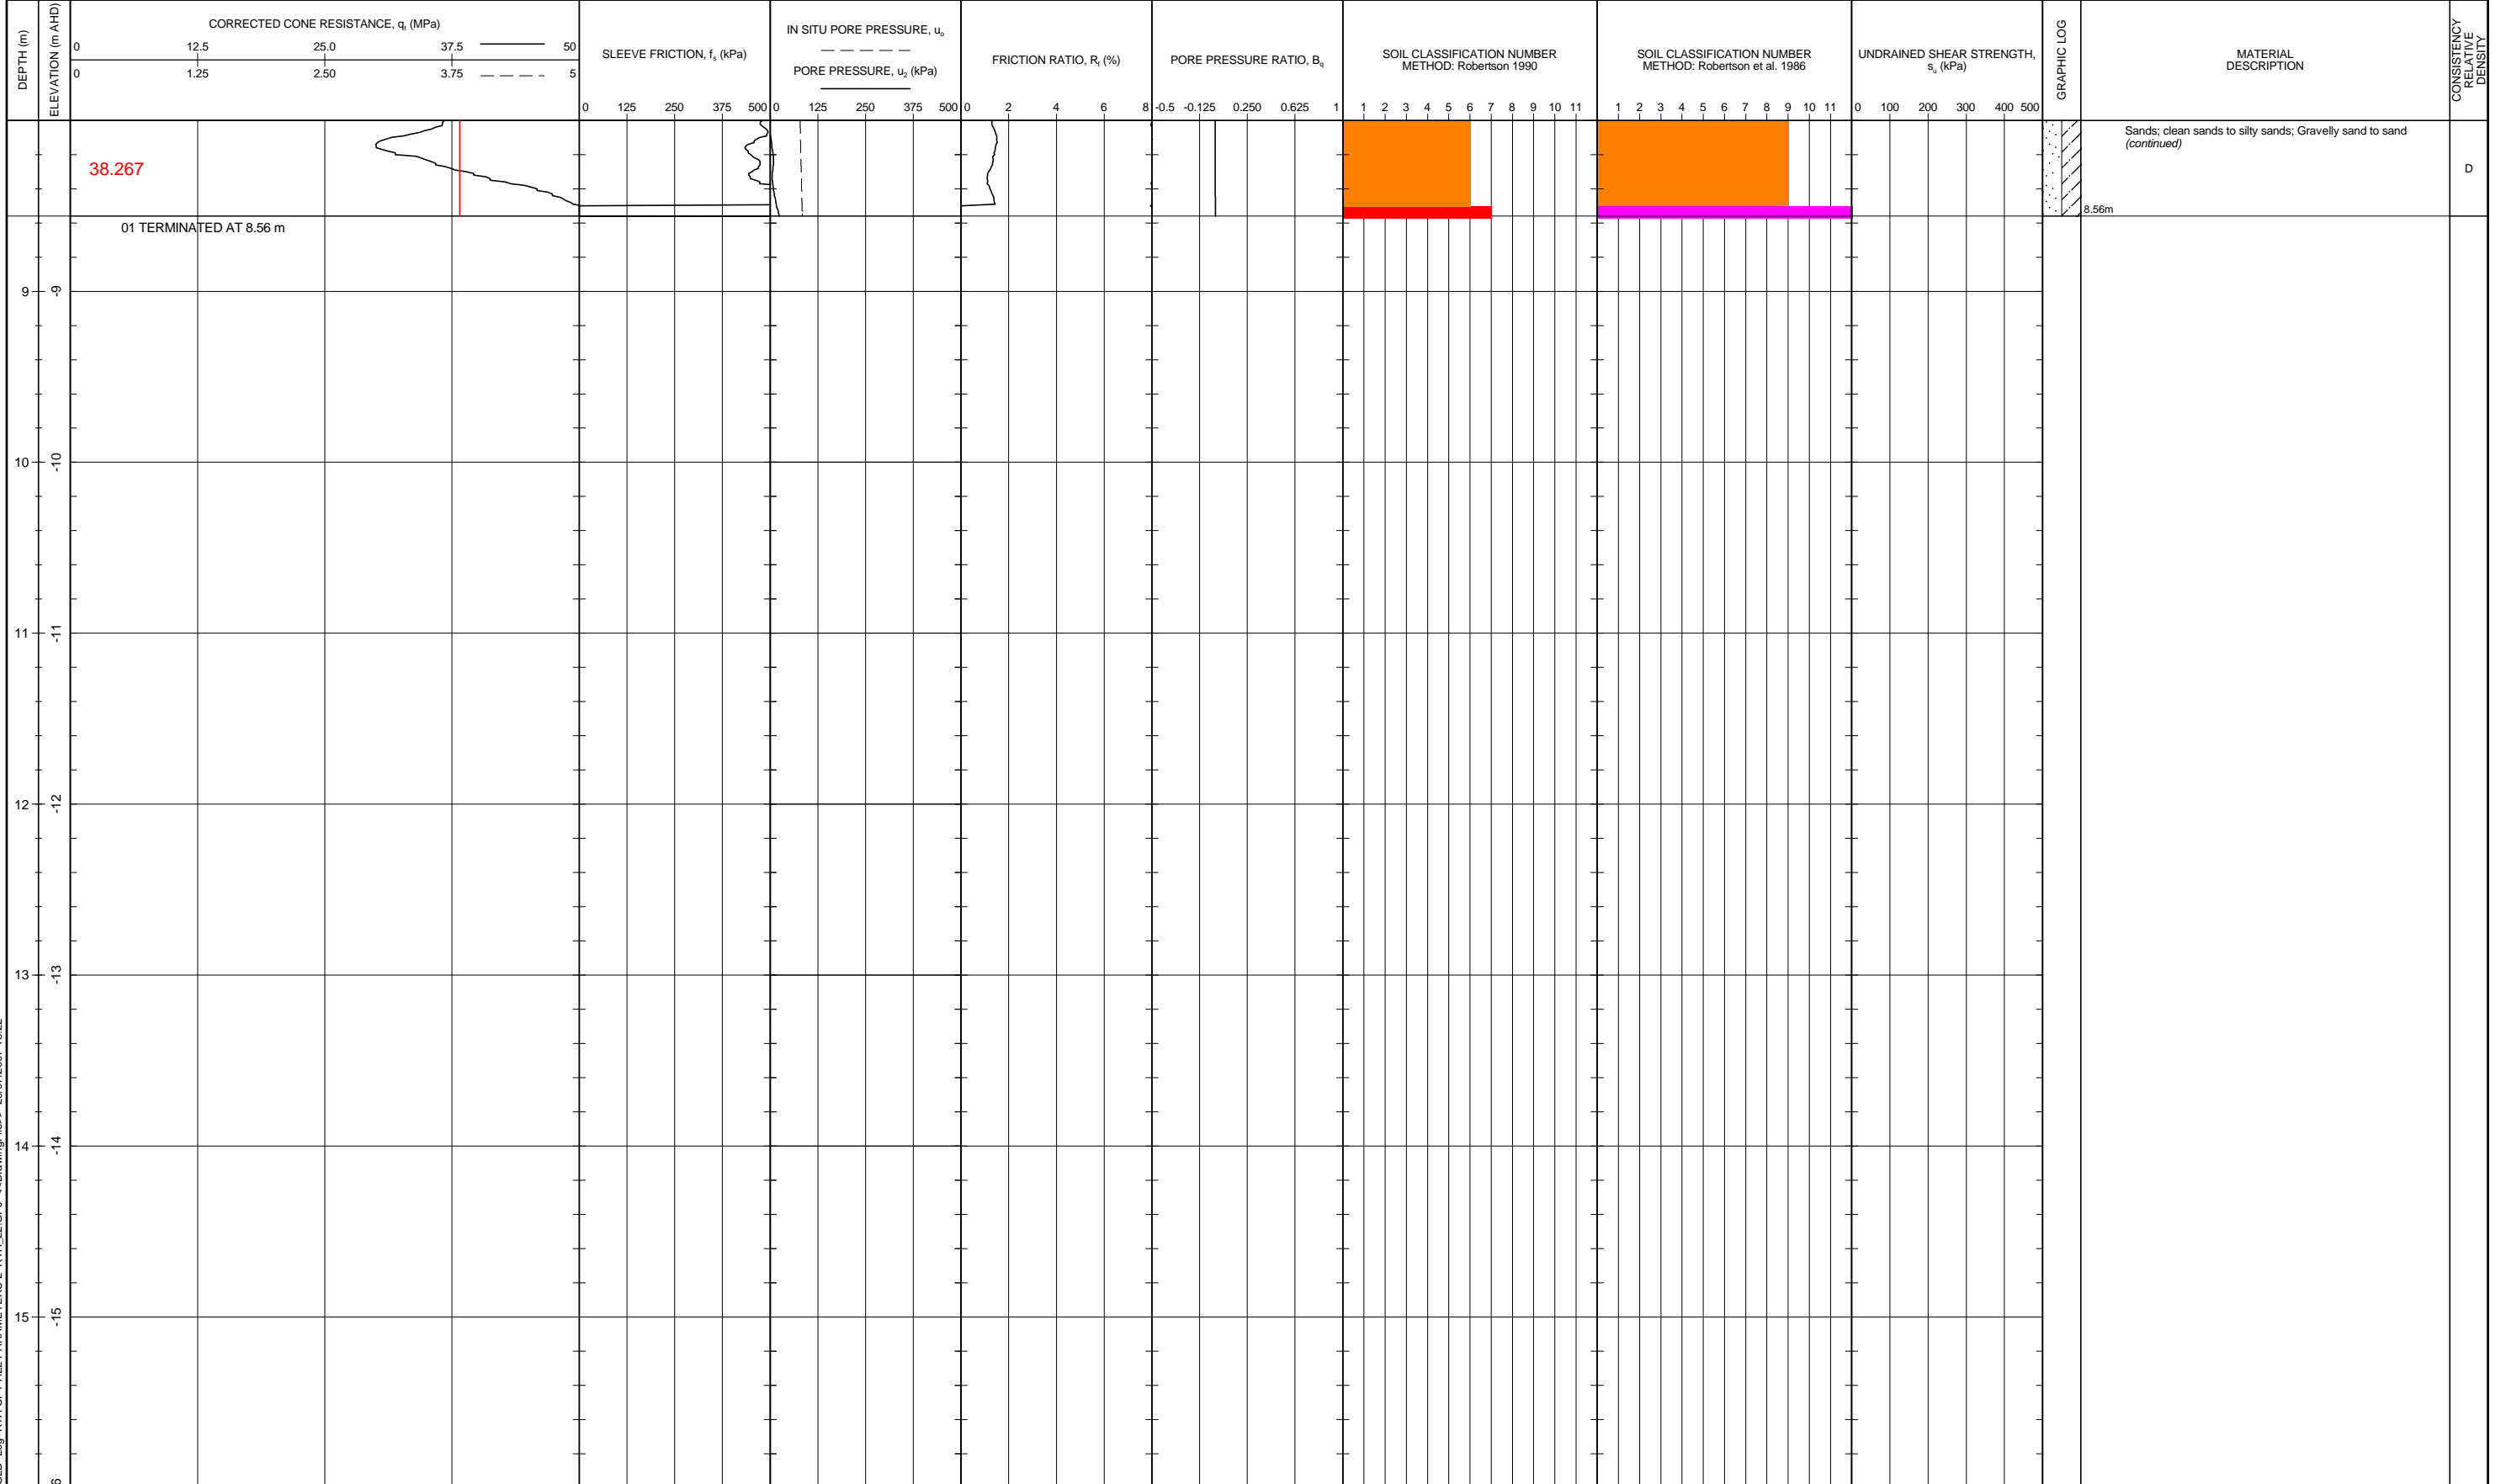 DEPTH (m)
ELEVATION (m AHD)
CORRECTED CONE RESISTANCE, qt (MPa)
0 12.5 25.0 37.5 50
0 1.25 2.50 3.75 5
SLEEVE FRICTION, fs (kPa)
0 125 250 375 500
IN SITU PORE PRESSURE, uo
PORE PRESSURE, u2 (kPa)
0 125 250 375 500
FRICTION RATIO, Rf (%)
0 2 4 6 8
PORE PRESSURE RATIO, Bq
-0.5 -0.125 0.250 0.625 1
SOIL CLASSIFICATION NUMBER
METHOD: Robertson 1990
1 2 3 4 5 6 7 8 9 10 11
SOIL CLASSIFICATION NUMBER
METHOD: Robertson et al. 1986
1 2 3 4 5 6 7 8 9 10 11
UNDRAINED SHEAR STRENGTH,
su (kPa)
0 100 200 300 400 500
GRAPHIC LOG
MATERIAL
DESCRIPTION
CONSISTENCY
RELATIVE
DENSITY
38.267
Sands; clean sands to silty sands; Gravelly sand to sand
(continued)
D
8.56m
01 TERMINATED AT 8.56 m
9 -9
10 -10
11 -11
12 -12
13 -13
14 -14
15 -15